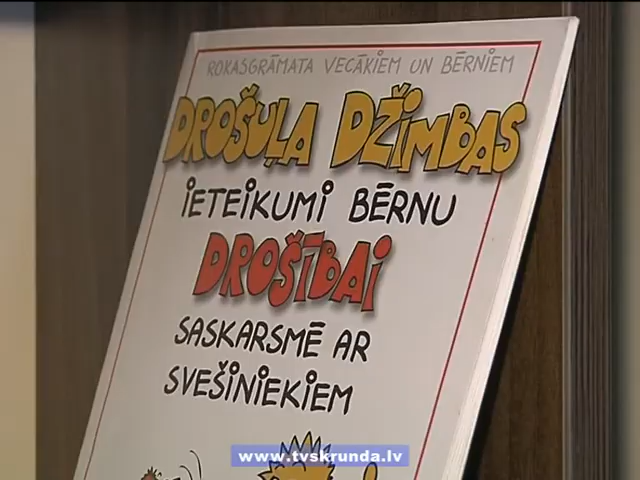 ROKASGRĀMATA VECĀKIEM UN BĒRNIEM
DROŠUĻA DŽIMBAS
IETEIKUMI BĒRNU
DROŠĪBAI
SASKARSMĒ AR
SVEŠINIEKIEM
www.tvskrunda.lv